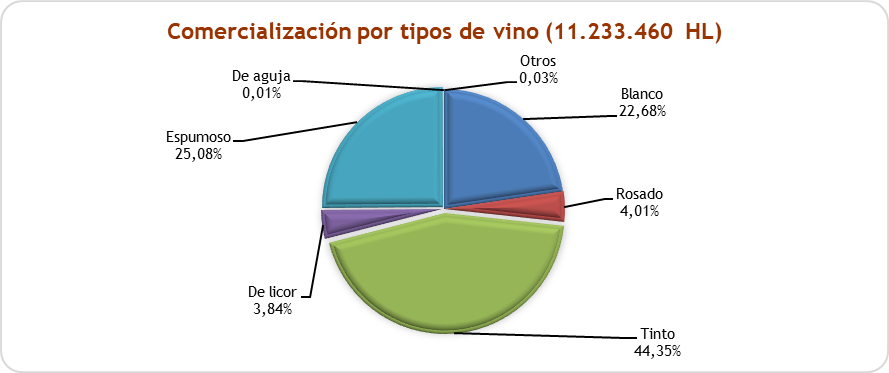 Comercialización por tipos de vino (11.233.460 HL)
Otros
0,03%
De aguja
0,01%
Blanco
22,68%
Espumoso
25,08%
Rosado
4,01%
De licor
3,84%
Tinto
44,35%